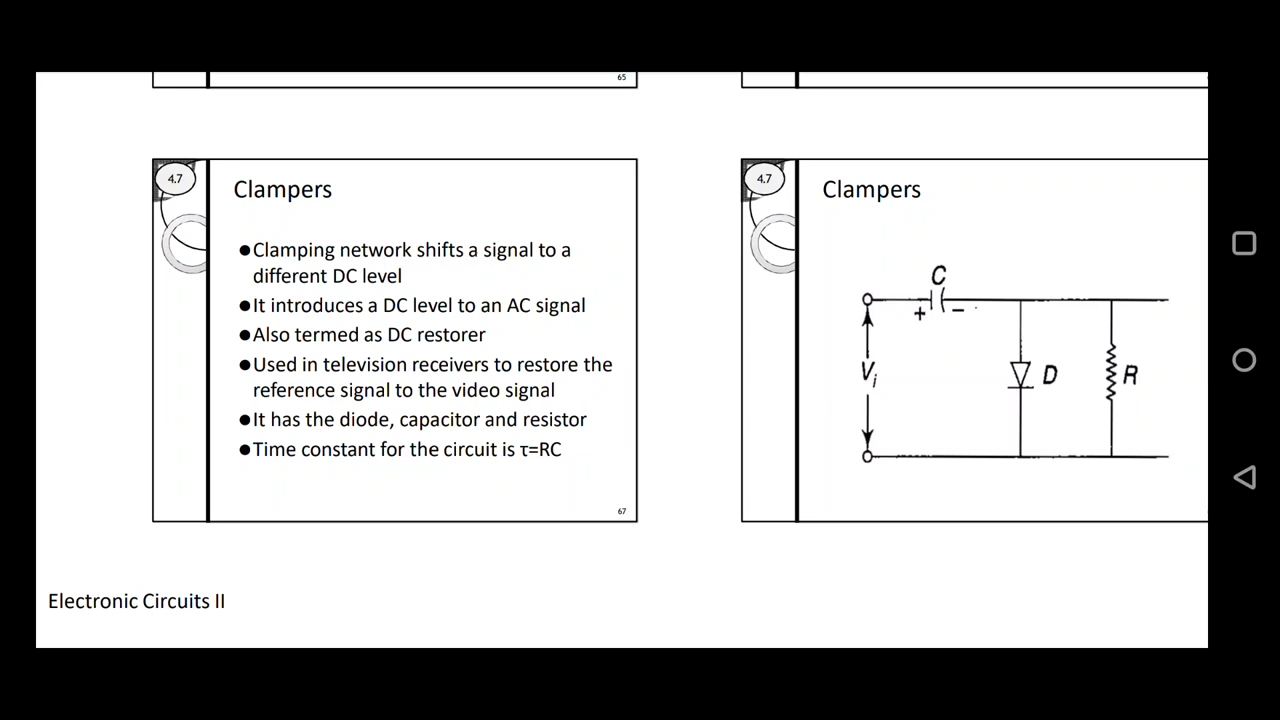 65
4.7
Clampers
●Clamping network shifts a signal to a
different DC level
●It introduces a DC level to an AC signal
●Also termed as DC restorer
●Used in television receivers to restore the
reference signal to the video signal
●It has the diode, capacitor and resistor
●Time constant for the circuit is τ=RC
67
4.7
Clampers
C
+ −
Vi
D
R
Electronic Circuits II